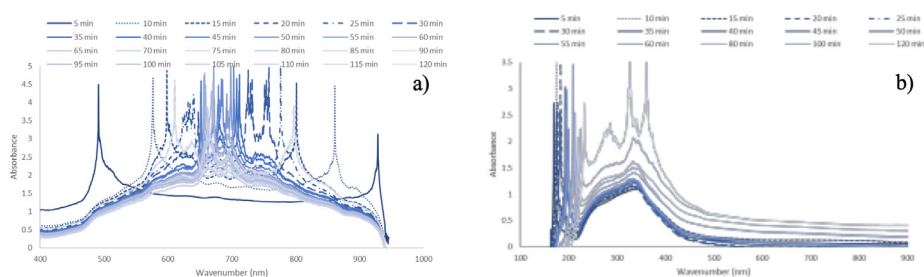 5 min 10 min 15 min 20 min 25 min 30 min
35 min 40 min 45 min 50 min 55 min 60 min
65 min 70 min 75 min 80 min 85 min 90 min
95 min 100 min 105 min 110 min 115 min 120 min
a)
5
4.5
4
3.5
3
2.5
2
1.5
1
0.5
0
Absorbance
400 500 600 700 800 900 1000
Wavenumber (nm)
5 min 10 min 15 min 20 min 25 min
30 min 35 min 40 min 45 min 50 min
55 min 60 min 80 min 100 min 120 min
b)
3.5
3
2.5
2
1.5
1
0.5
0
Absorbance
100 200 300 400 500 600 700 800 900
Wavenumber (nm)